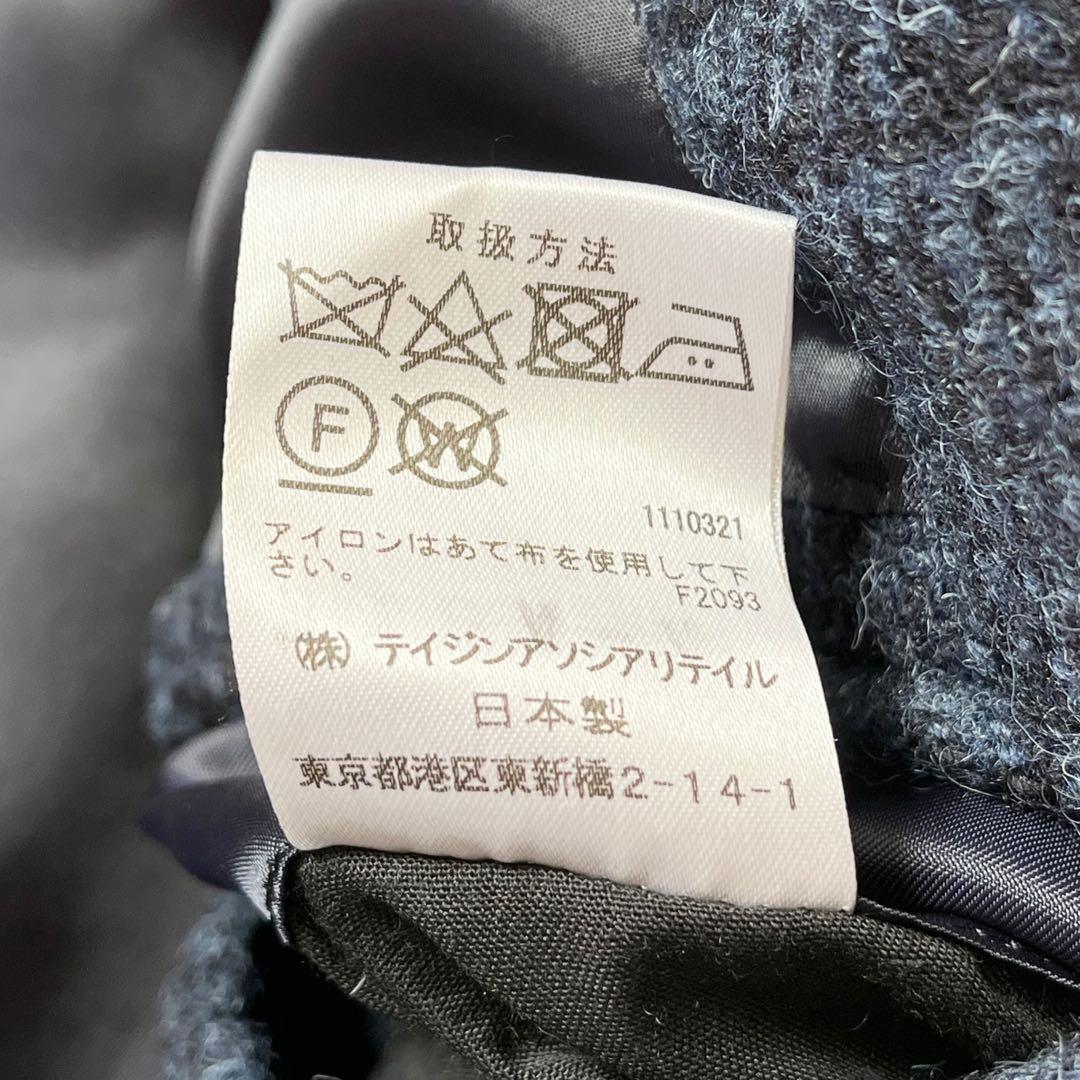 取扱方法
F W
1110321
アイロンはあて布を使用して下
さい。
F2093
(株)テイジンアソシアリテイル
日本製
東京都港区東新橋2-14-1